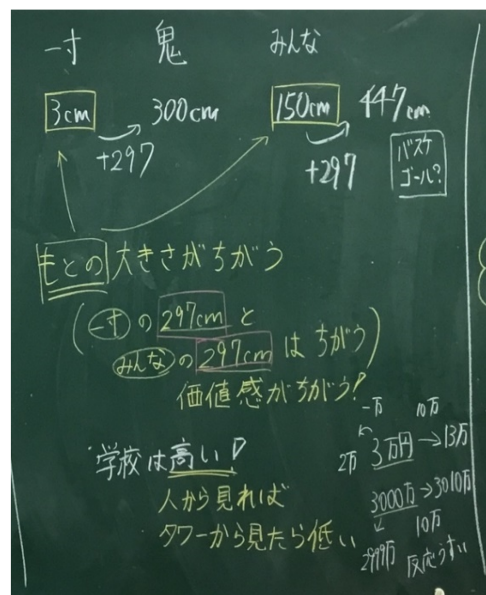 一寸 鬼 みんな
3cm 300cm 150cm 447cm
+297 +297
バスケ
ゴール?
もとの大きさがちがう
(一寸の297cmと
みんなの297cmはちがう)
価値感がちがう!
学校は高い
人から見れば
タワーから見たら低い
一万 10万
2万 3万円→13万
3000万→3010万
10万
2999万 反応うすい